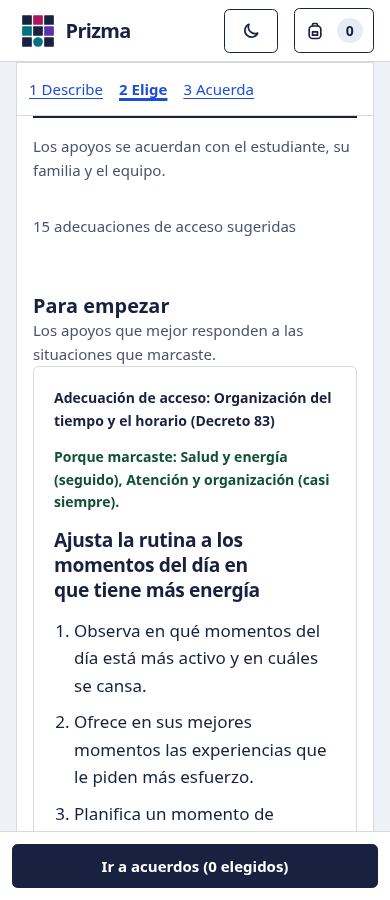 Prizma
0
1 Describe 2 Elige 3 Acuerda
Los apoyos se acuerdan con el estudiante, su
familia y el equipo.
15 adecuaciones de acceso sugeridas
Para empezar
Los apoyos que mejor responden a las
situaciones que marcaste.
Adecuación de acceso: Organización del
tiempo y el horario (Decreto 83)
Porque marcaste: Salud y energía
(seguido), Atención y organización (casi
siempre).
Ajusta la rutina a los
momentos del día en
que tiene más energía
1. Observa en qué momentos del
día está más activo y en cuáles
se cansa.
2. Ofrece en sus mejores
momentos las experiencias que
le piden más esfuerzo.
3. Planifica un momento de
Ir a acuerdos (0 elegidos)